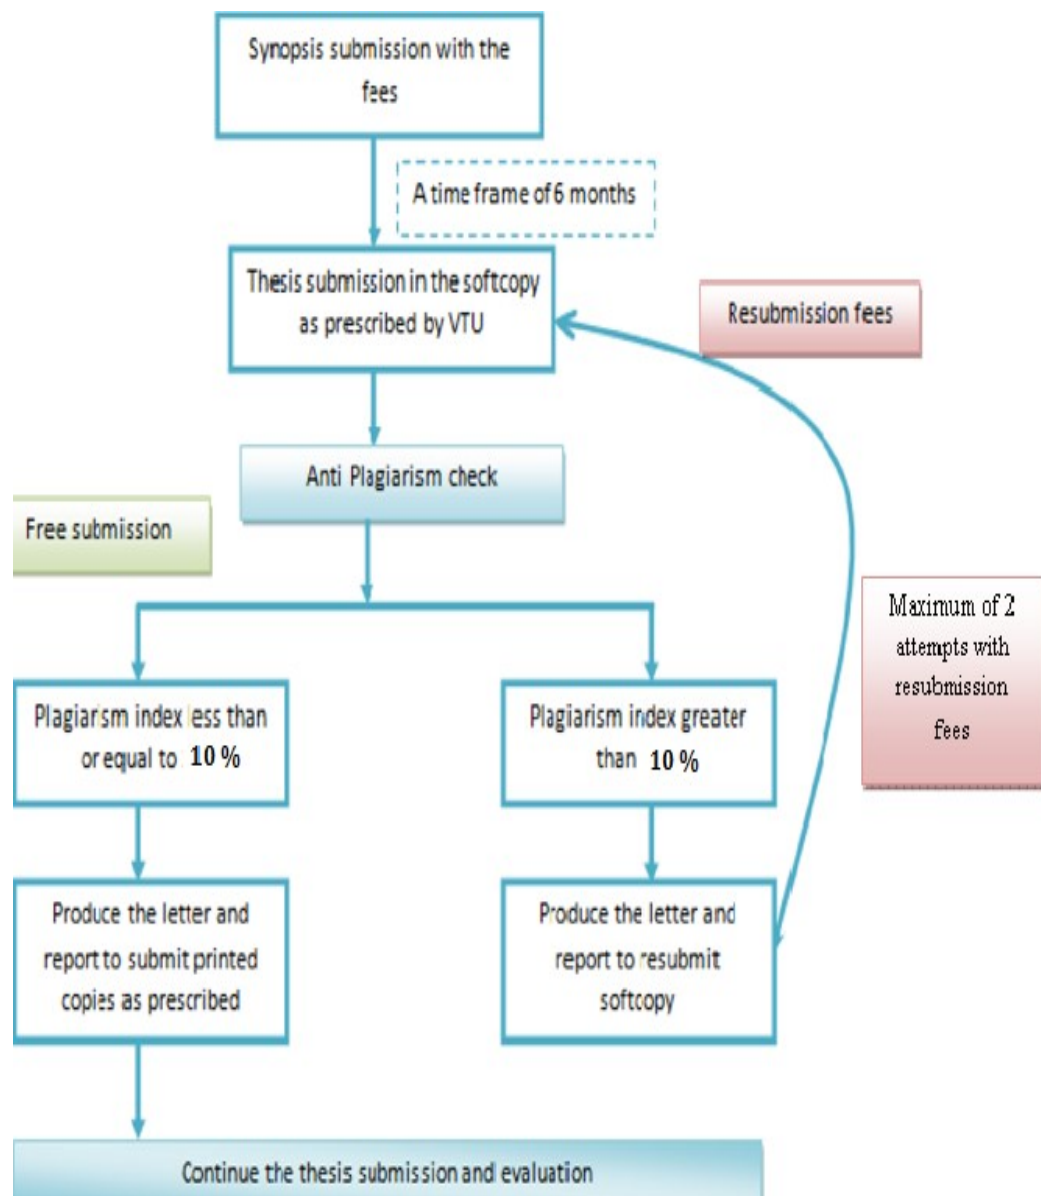 Synopsis submission with the
fees
A time frame of 6 months
Thesis submission in the softcopy
as prescribed by VTU
Resubmission fees
Anti Plagiarism check
Free submission
Maximum of 2
attempts with
resubmission
fees
Plagiarism index less than
or equal to 10 %
Plagiarism index greater
than 10 %
Produce the letter and
report to submit printed
copies as prescribed
Produce the letter and
report to resubmit
softcopy
Continue the thesis submission and evaluation